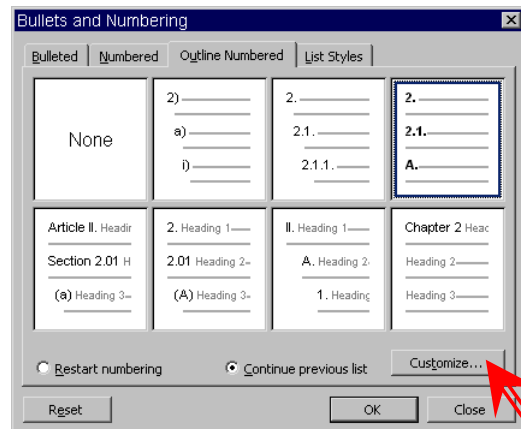 Bullets and Numbering
Bulleted Numbered Outline Numbered List Styles
None
2)
a)
i)
2.
2.1.
2.1.1.
2.
2.1.
A.
Article II. Headir
Section 2.01 H
(a) Heading 3
2. Heading 1
2.01 Heading 2
(A) Heading 3
II. Heading 1
A. Heading 2
1. Heading
Chapter 2 Head
Heading 2
Heading 3
Restart numbering Continue previous list Customize...
Reset OK Close